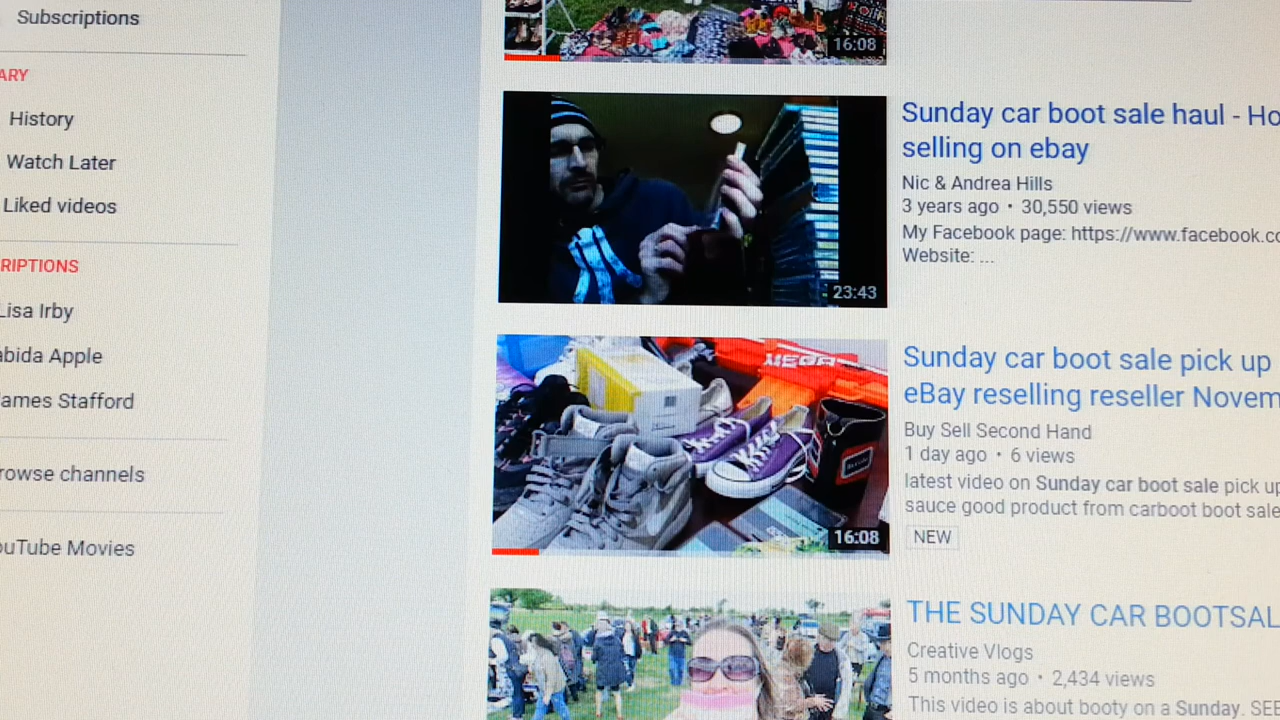 Subscriptions
ARY
History
Watch Later
Liked videos
RIPTIONS
Lisa Irby
abida Apple
ames Stafford
rowse channels
ouTube Movies
16:08
Sunday car boot sale haul - Ho
selling on ebay
Nic & Andrea Hills
3 years ago • 30,550 views
My Facebook page: https://www.facebook.co
Website: ...
23:43
MEGA
Sunday car boot sale pick up
eBay reselling reseller Novem
Buy Sell Second Hand
1 day ago • 6 views
latest video on Sunday car boot sale pick up
sauce good product from carboot boot sale
NEW
16:08
THE SUNDAY CAR BOOTSAL
Creative Vlogs
5 months ago • 2,434 views
This video is about booty on a Sunday. SEE